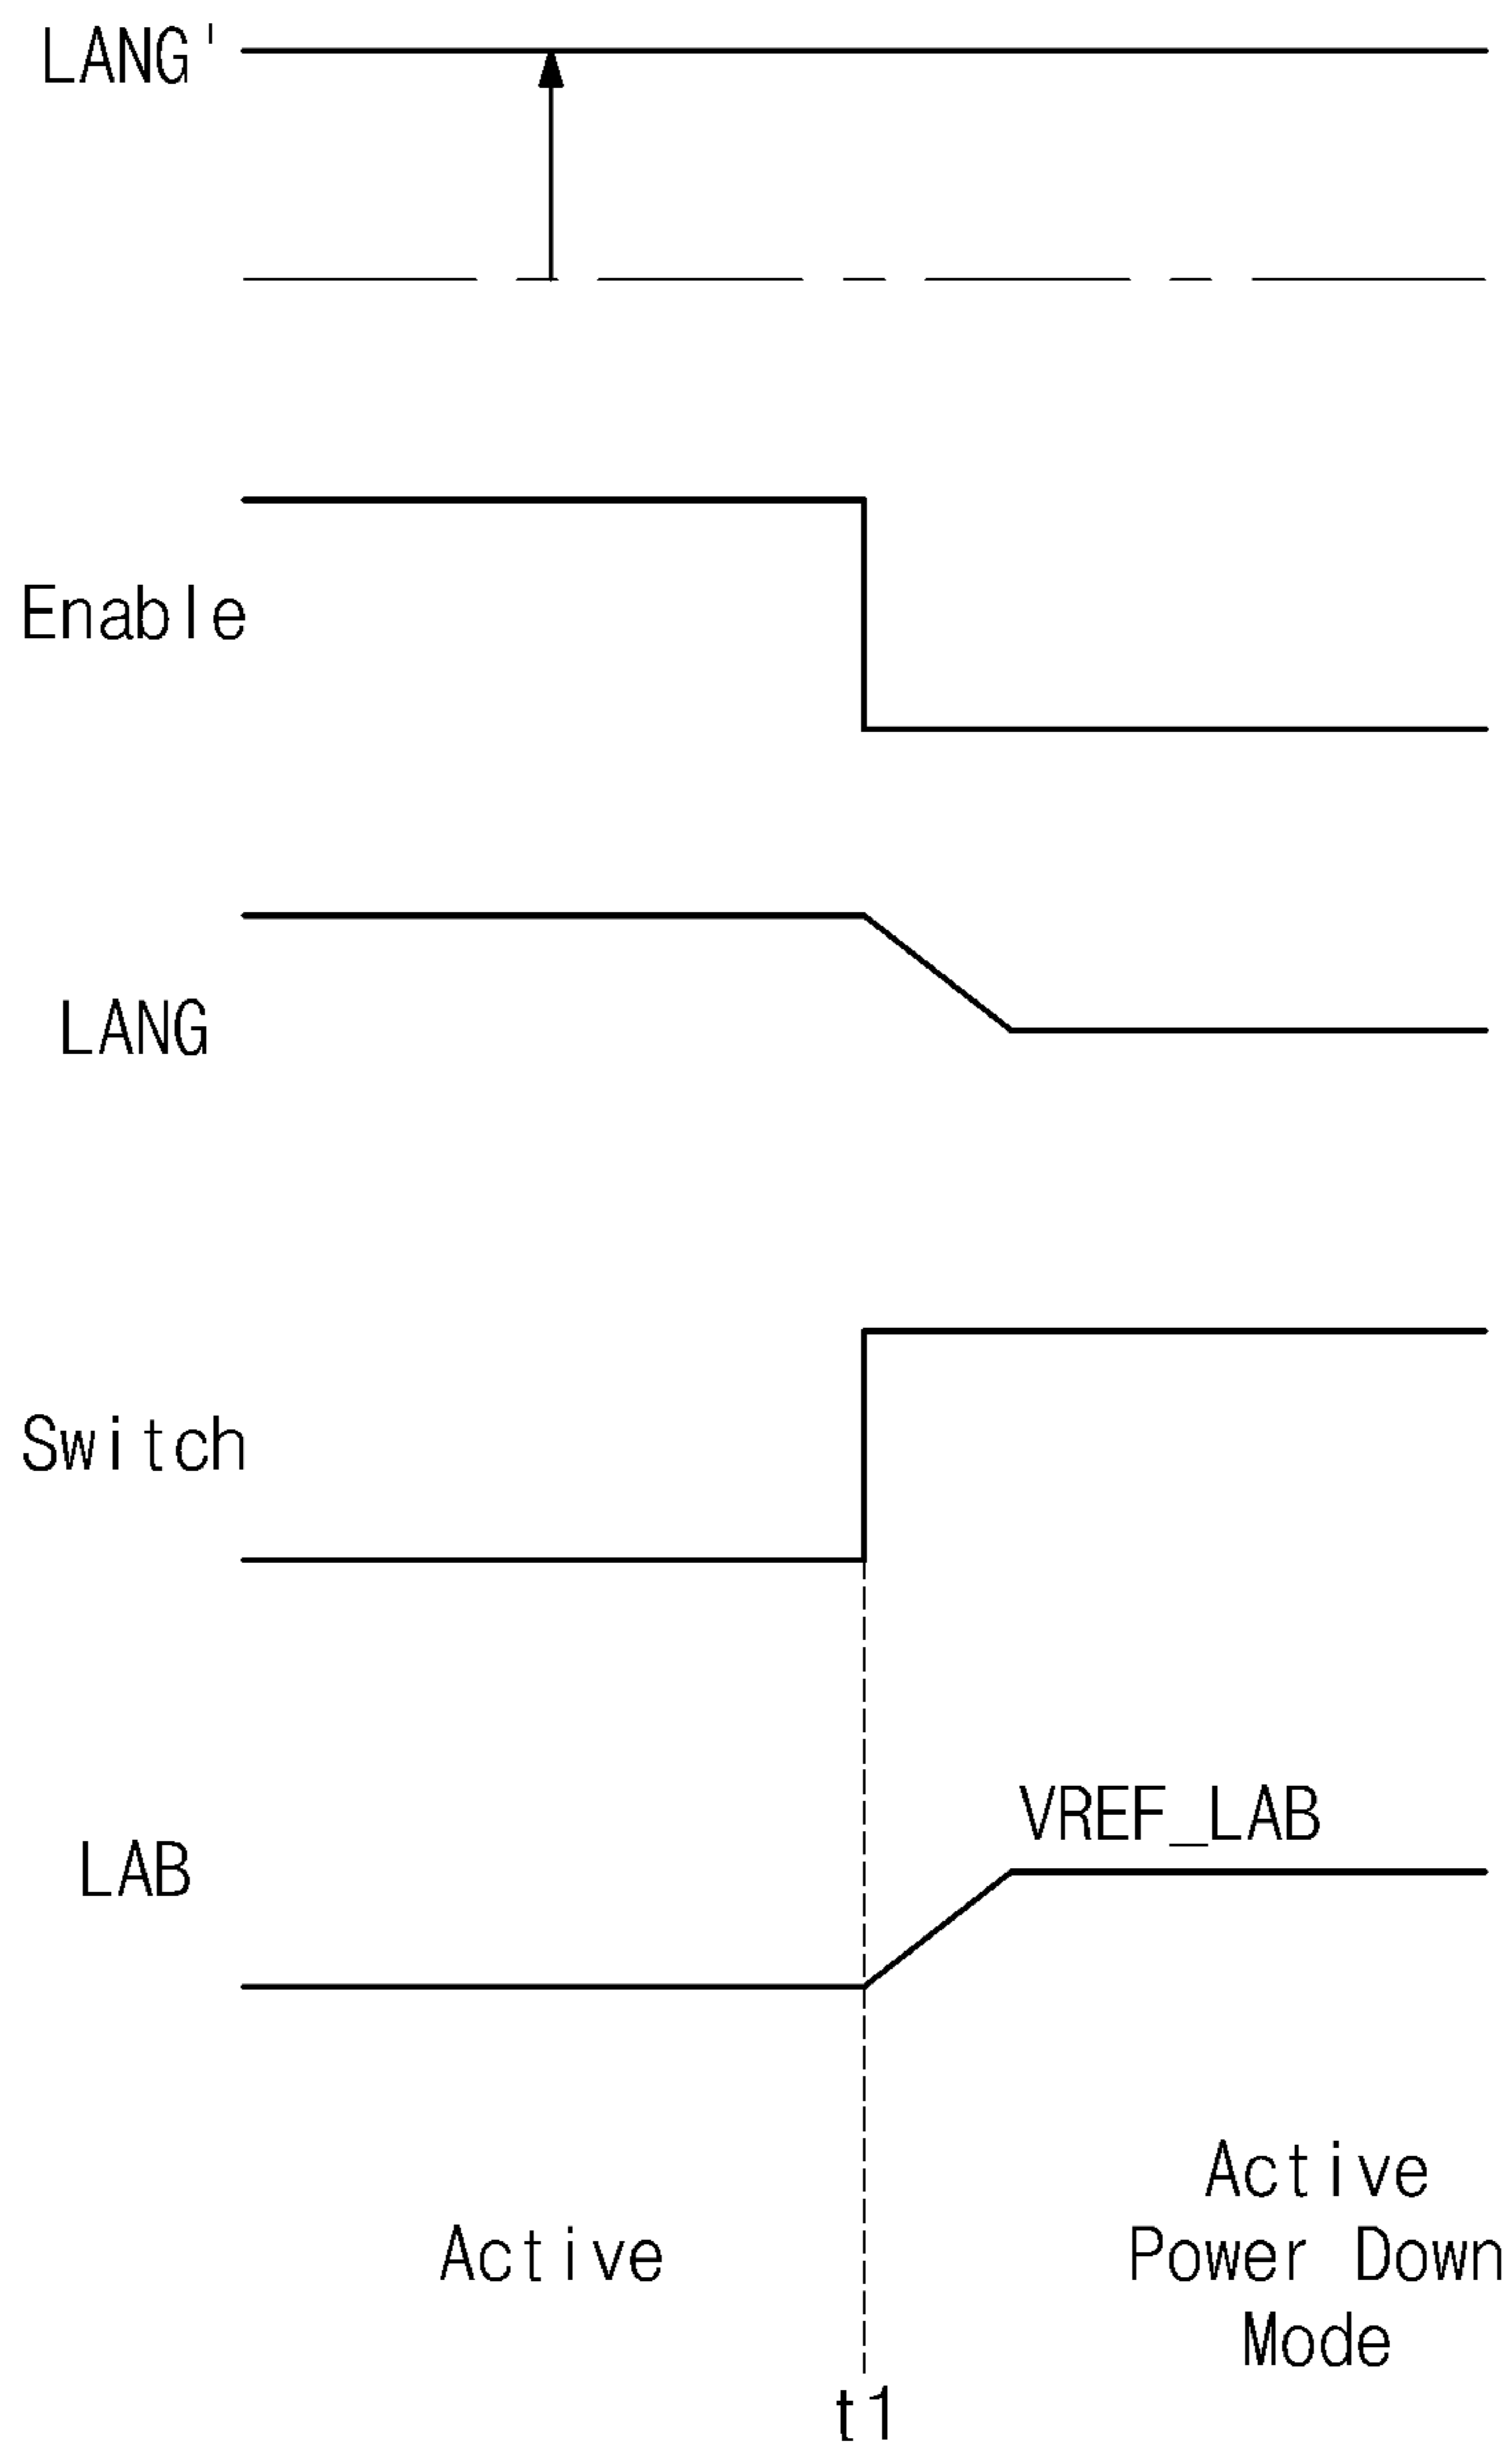 LANG'
Enable
LANG
Switch
VREF_LAB
LAB
Active
Active
Power Down
Mode
t1